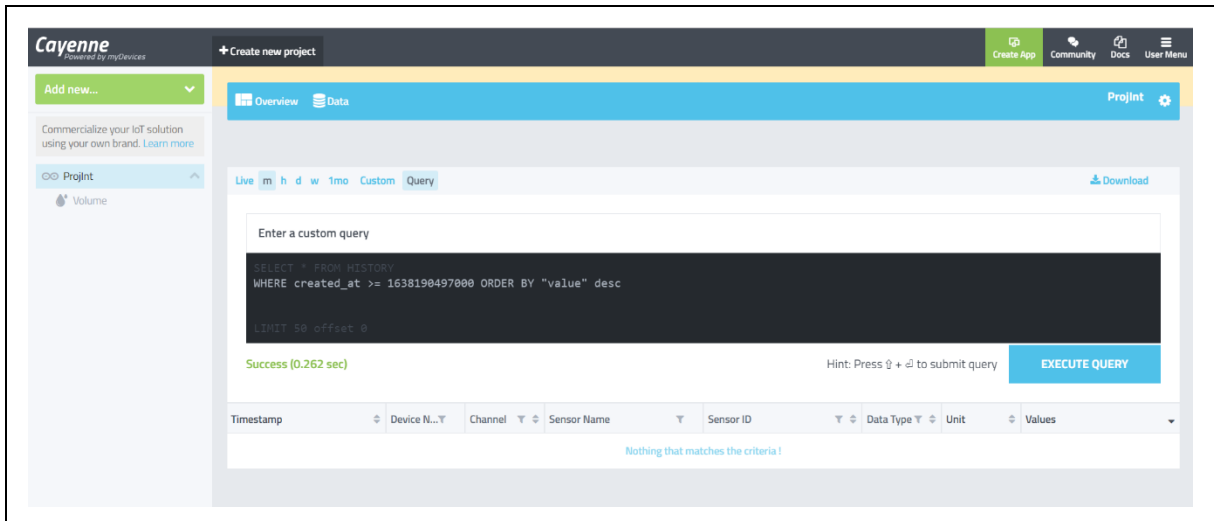 Cayenne
Powered by myDevices
+ Create new project
Create App
Community
Docs
User Menu
Add new...
Overview
Data
ProjInt
Commercialize your IoT solution
using your own brand. Learn more
ProjInt
Volume
Live m h d w 1mo Custom Query
Download
Enter a custom query
SELECT * FROM HISTORY
WHERE created_at >= 1638190497000 ORDER BY "value" desc
LIMIT 50 offset 0
Success (0.262 sec)
Hint: Press ⇧ + ⏎ to submit query
EXECUTE QUERY
Timestamp Device N... Channel Sensor Name Sensor ID Data Type Unit Values
Nothing that matches the criteria !